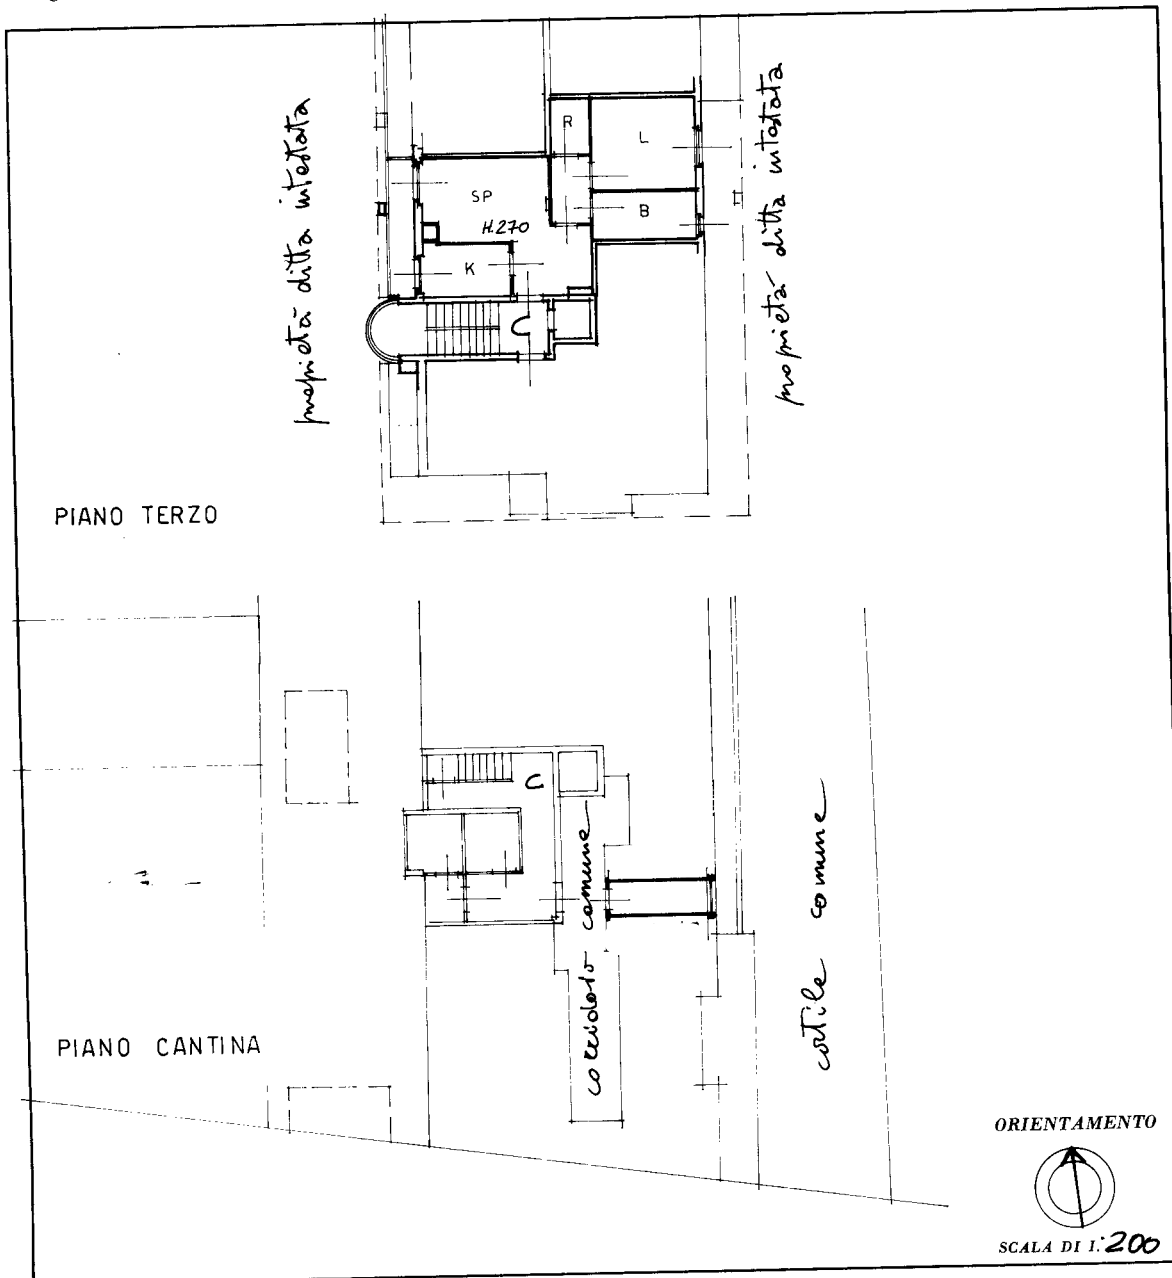 proprietà ditta intestata
R
L
SP
H.270
B
K
C
proprietà ditta intestata
PIANO TERZO
C
corridoio comune
cortile comune
PIANO CANTINA
ORIENTAMENTO
SCALA DI 1:200